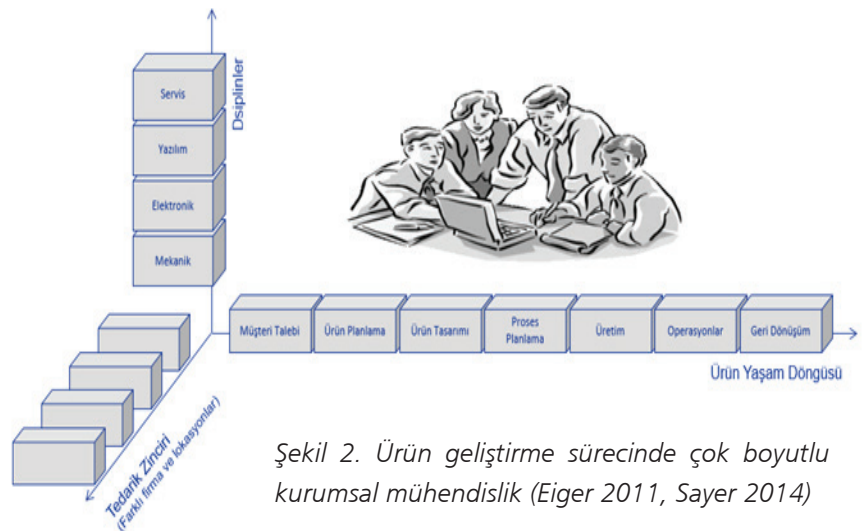 Servis
Yazılım
Elektronik
Mekanik
Dsiplinler
Müşteri Talebi
Ürün Planlama
Ürün Tasarımı
Proses
Planlama
Üretim
Operasyonlar
Geri Dönüşüm
Ürün Yaşam Döngüsü
Tedarik Zinciri
(Farklı firma ve lokasyonlar)
Şekil 2. Ürün geliştirme sürecinde çok boyutlu
kurumsal mühendislik (Eiger 2011, Sayer 2014)